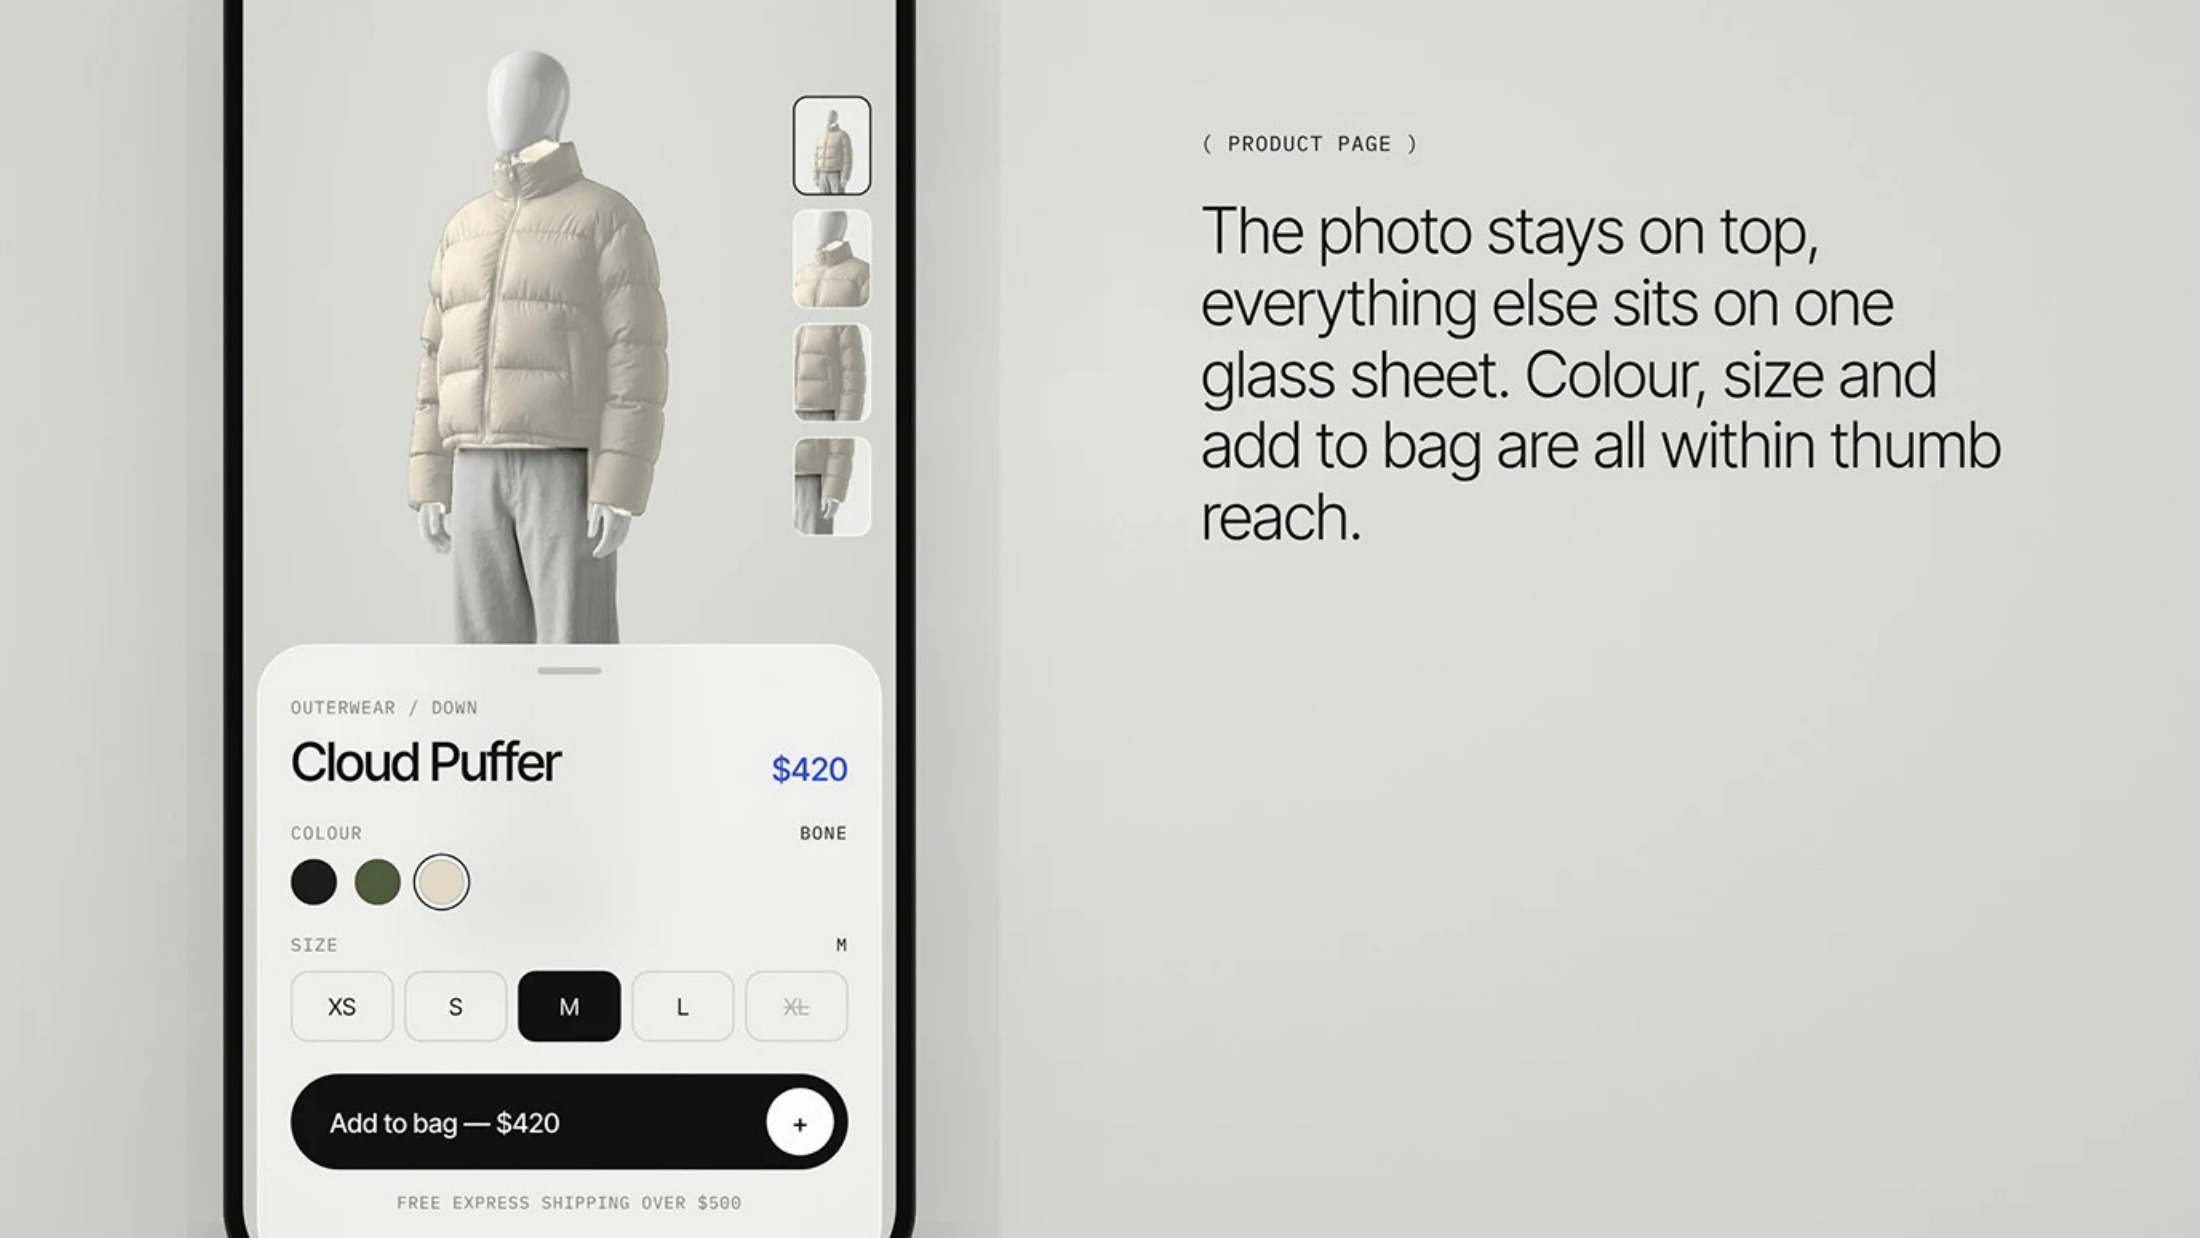 ( PRODUCT PAGE )
The photo stays on top,
everything else sits on one
glass sheet. Colour, size and
add to bag are all within thumb
reach.
OUTERWEAR / DOWN
Cloud Puffer
$420
COLOUR
BONE
SIZE
M
XS
S
M
L
XL
Add to bag — $420
+
FREE EXPRESS SHIPPING OVER $500